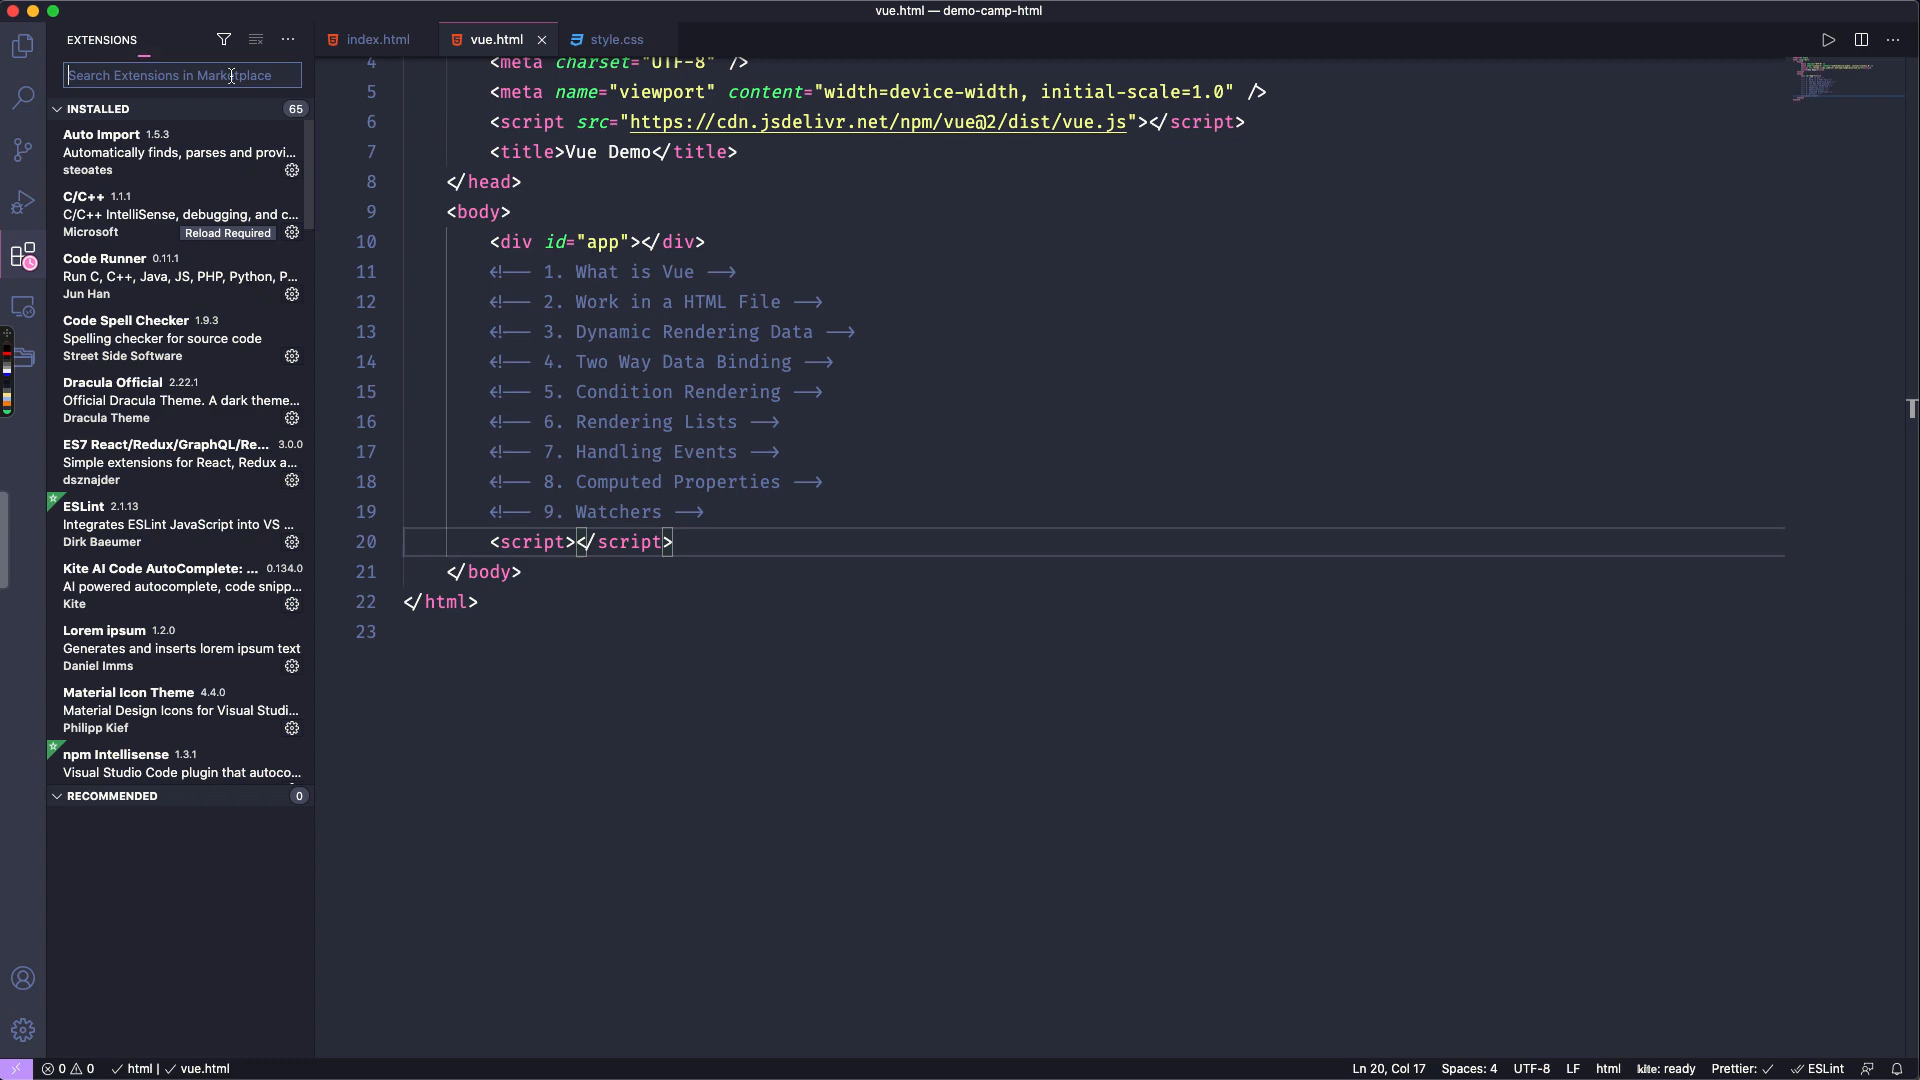 vue.html — demo-camp-html
EXTENSIONS
Search Extensions in Marketplace
INSTALLED 65
Auto Import 1.5.3
Automatically finds, parses and provi...
steoates
C/C++ 1.1.1
C/C++ IntelliSense, debugging, and c...
Microsoft Reload Required
Code Runner 0.11.1
Run C, C++, Java, JS, PHP, Python, P...
Jun Han
Code Spell Checker 1.9.3
Spelling checker for source code
Street Side Software
Dracula Official 2.22.1
Official Dracula Theme. A dark theme...
Dracula Theme
ES7 React/Redux/GraphQL/Re... 3.0.0
Simple extensions for React, Redux a...
dsznajder
ESLint 2.1.13
Integrates ESLint JavaScript into VS ...
Dirk Baeumer
Kite AI Code AutoComplete: ... 0.134.0
AI powered autocomplete, code snipp...
Kite
Lorem ipsum 1.2.0
Generates and inserts lorem ipsum text
Daniel Imms
Material Icon Theme 4.4.0
Material Design Icons for Visual Studi...
Philipp Kief
npm Intellisense 1.3.1
Visual Studio Code plugin that autoco...
RECOMMENDED 0
index.html vue.html style.css
4 <meta charset="UTF-8" />
5 <meta name="viewport" content="width=device-width, initial-scale=1.0" />
6 <script src="https://cdn.jsdelivr.net/npm/vue@2/dist/vue.js"></script>
7 <title>Vue Demo</title>
8 </head>
9 <body>
10 <div id="app"></div>
11 <!-- 1. What is Vue -->
12 <!-- 2. Work in a HTML File -->
13 <!-- 3. Dynamic Rendering Data -->
14 <!-- 4. Two Way Data Binding -->
15 <!-- 5. Condition Rendering -->
16 <!-- 6. Rendering Lists -->
17 <!-- 7. Handling Events -->
18 <!-- 8. Computed Properties -->
19 <!-- 9. Watchers -->
20 <script></script>
21 </body>
22 </html>
23
0 0 html | vue.html Ln 20, Col 17 Spaces: 4 UTF-8 LF html kite: ready Prettier: ESLint